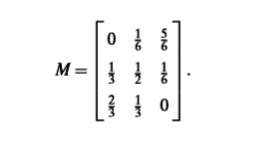 M = [ 0 1/6 5/6
1/3 1/2 1/6
2/3 1/3 0 ].